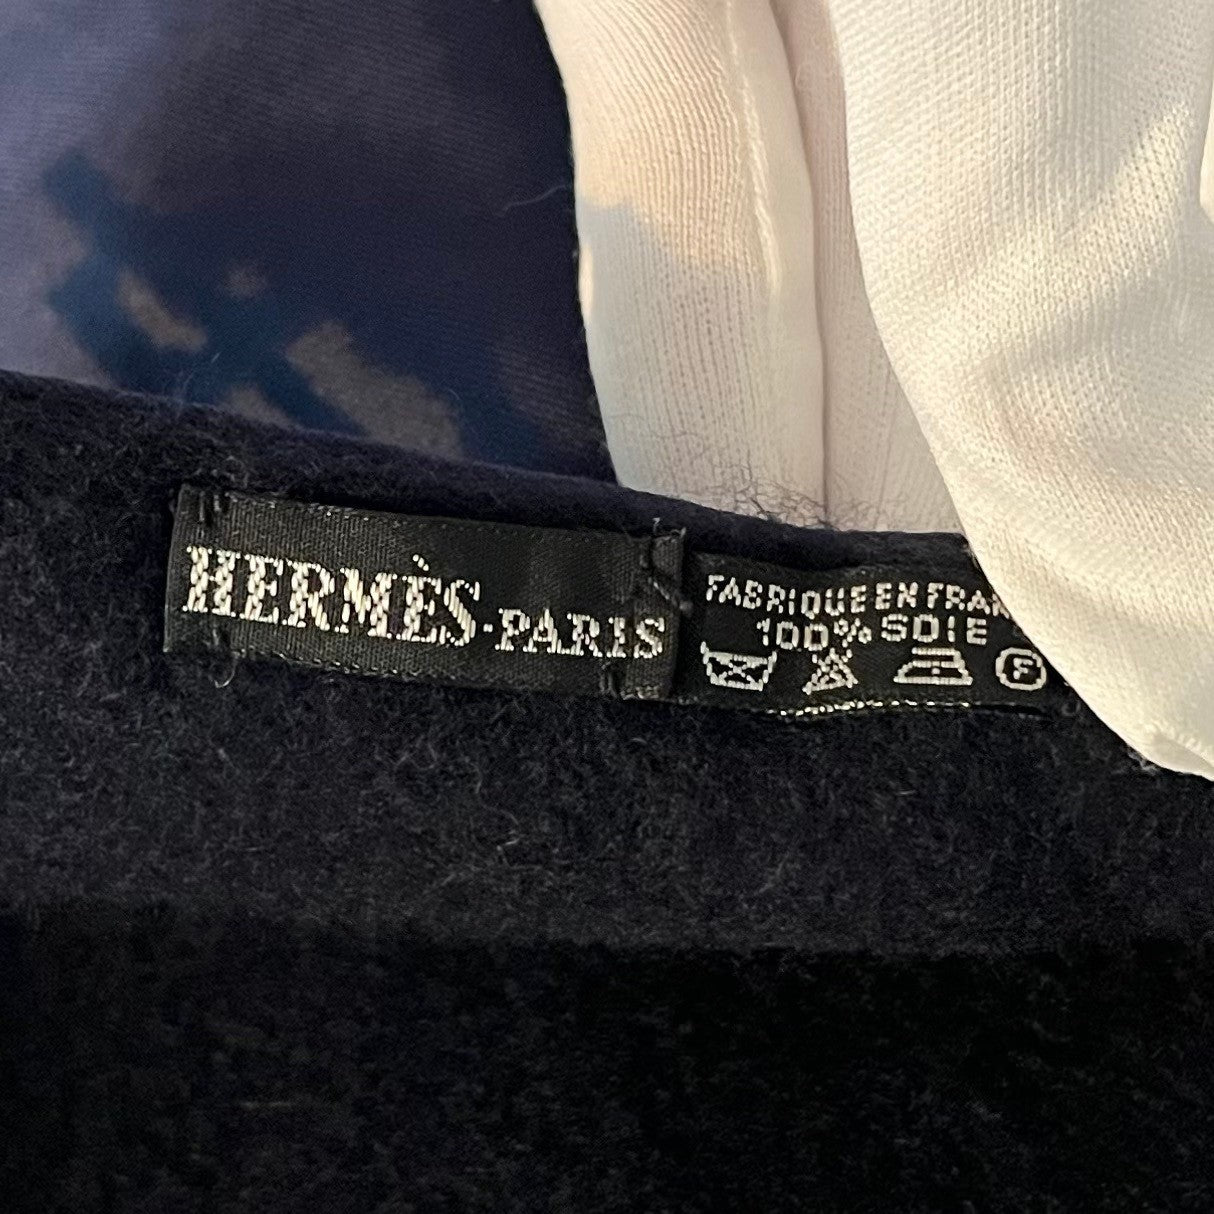 HERMÈS-PARIS
FABRIQUE EN FRAN
100% SOIE
F